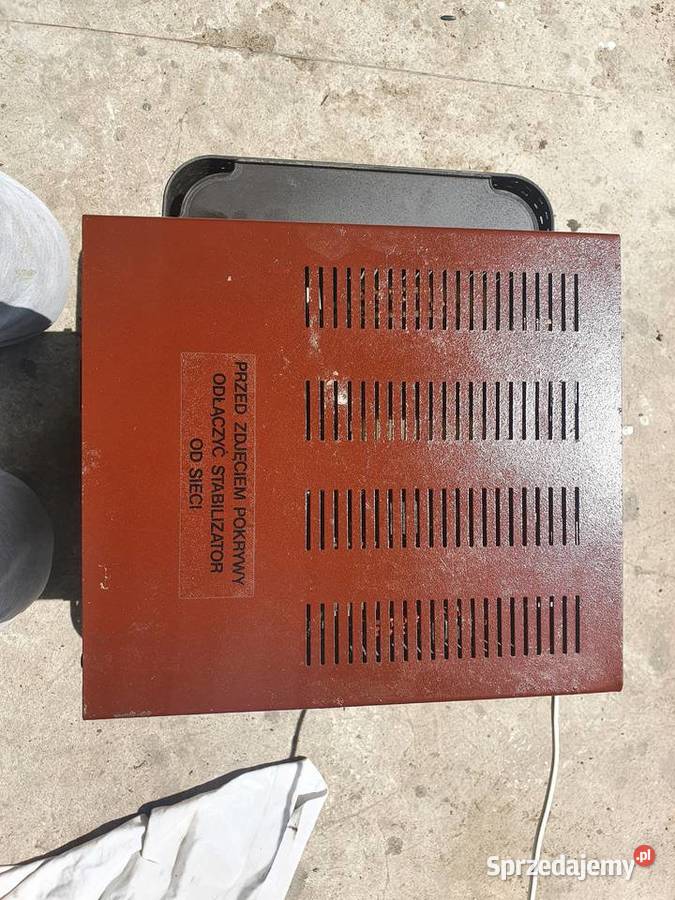 PRZED ZDJĘCIEM POKRYWY
ODŁĄCZYĆ STABILIZATOR
OD SIECI
Sprzedajemy.pl